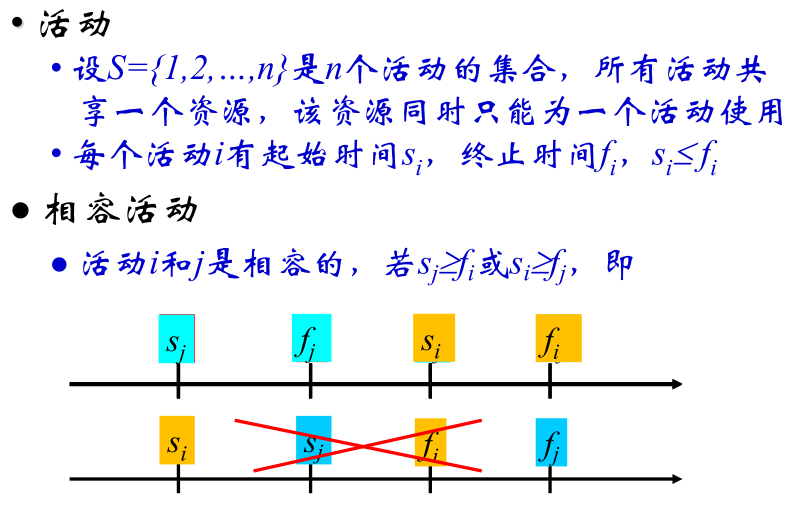 • 活动
• 设S={1,2,…,n}是n个活动的集合，所有活动共
享一个资源，该资源同时只能为一个活动使用
• 每个活动i有起始时间si，终止时间fi，si≤fi
● 相容活动
● 活动i和j是相容的，若sj≥fi或si≥fj，即
sj fj si fi
si sj fi fj